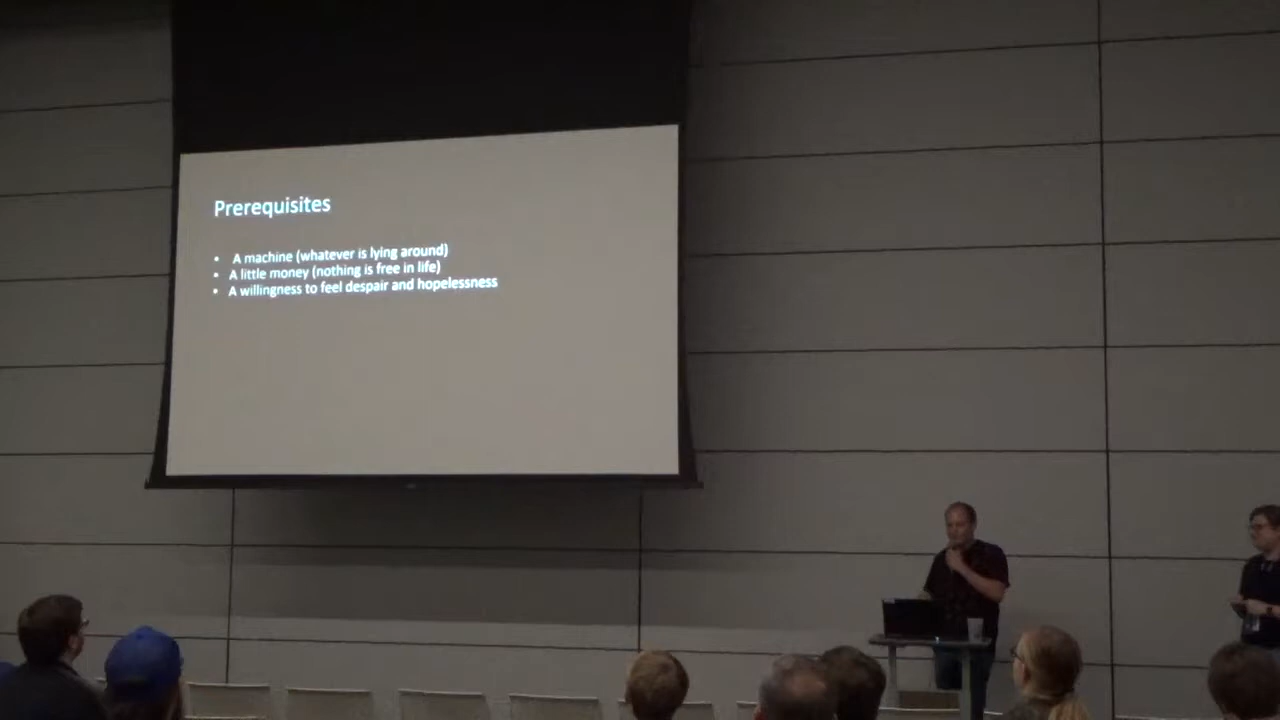 Prerequisites
• A machine (whatever is lying around)
• A little money (nothing is free in life)
• A willingness to feel despair and hopelessness